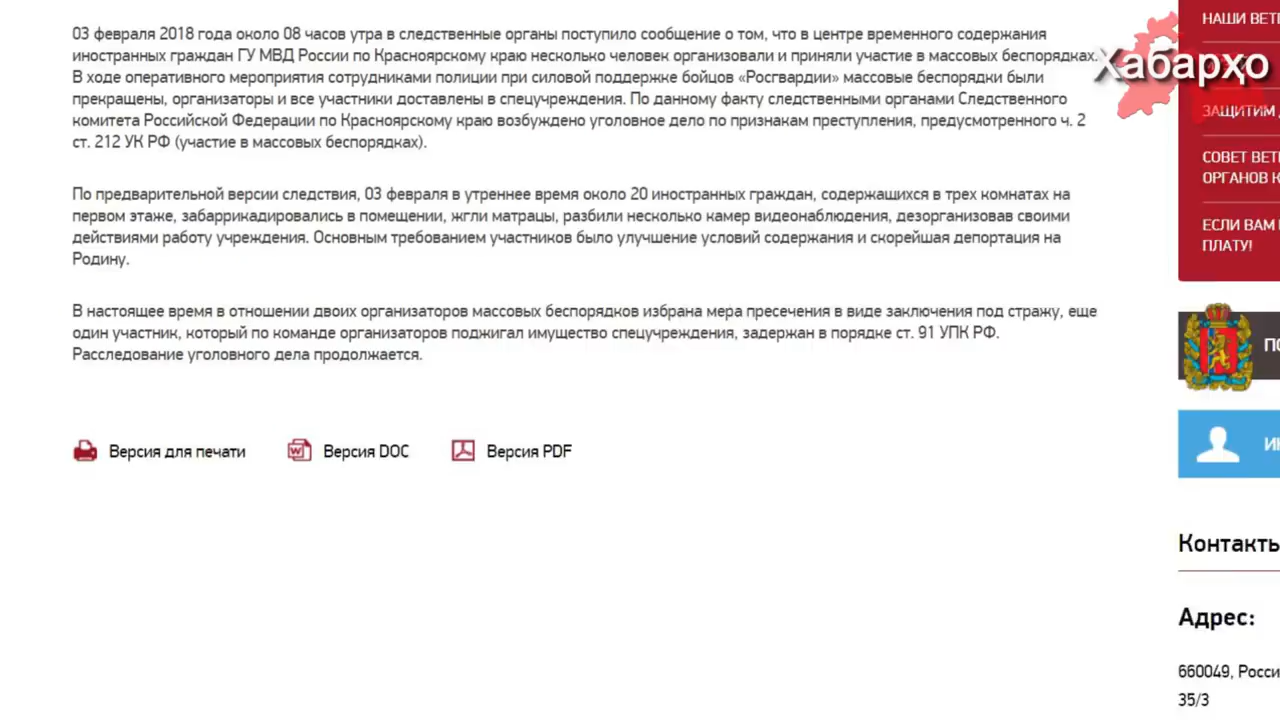 03 февраля 2018 года около 08 часов утра в следственные органы поступило сообщение о том, что в центре временного содержания
иностранных граждан ГУ МВД России по Красноярскому краю несколько человек организовали и приняли участие в массовых беспорядках.
В ходе оперативного мероприятия сотрудниками полиции при силовой поддержке бойцов «Росгвардии» массовые беспорядки были
прекращены, организаторы и все участники доставлены в спецучреждения. По данному факту следственными органами Следственного
комитета Российской Федерации по Красноярскому краю возбуждено уголовное дело по признакам преступления, предусмотренного ч. 2
ст. 212 УК РФ (участие в массовых беспорядках).
По предварительной версии следствия, 03 февраля в утреннее время около 20 иностранных граждан, содержащихся в трех комнатах на
первом этаже, забаррикадировались в помещении, жгли матрацы, разбили несколько камер видеонаблюдения, дезорганизовав своими
действиями работу учреждения. Основным требованием участников было улучшение условий содержания и скорейшая депортация на
Родину.
В настоящее время в отношении двоих организаторов массовых беспорядков избрана мера пресечения в виде заключения под стражу, еще
один участник, который по команде организаторов поджигал имущество спецучреждения, задержан в порядке ст. 91 УПК РФ.
Расследование уголовного дела продолжается.
Версия для печати
Версия DOC
Версия PDF
НАШИ ВЕТЕ
Хабарҳо
ЗАЩИТИМ
СОВЕТ ВЕТЕ
ОРГАНОВ К
ЕСЛИ ВАМ
ПЛАТУ!
ПО
ИН
Контакты
Адрес:
660049, Росси
35/3